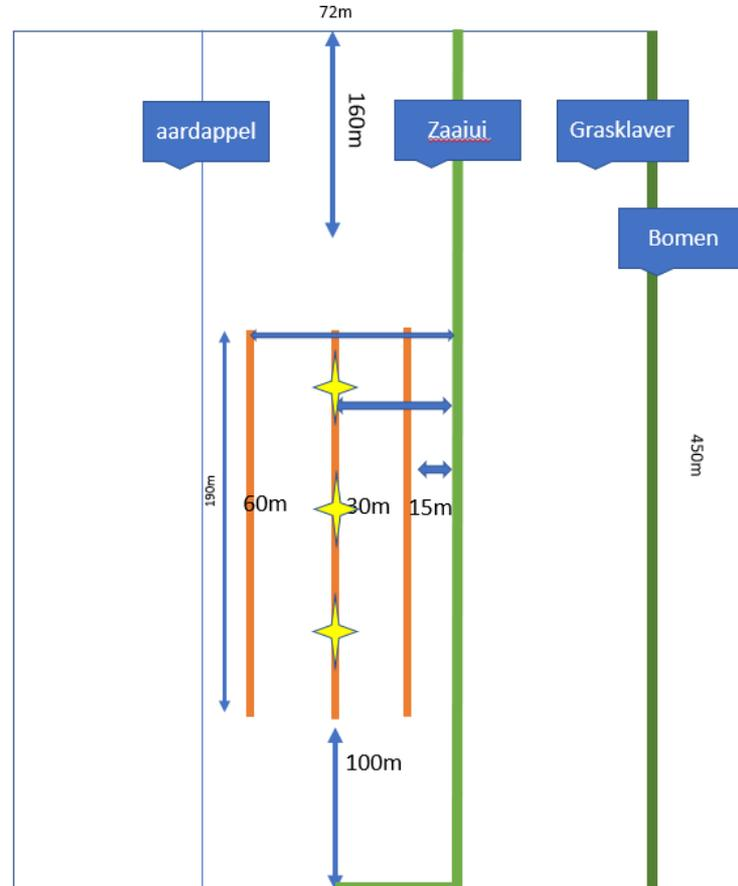 72m
160m
aardappel
Zaaiui
Grasklaver
Bomen
450m
190m
60m
30m
15m
100m